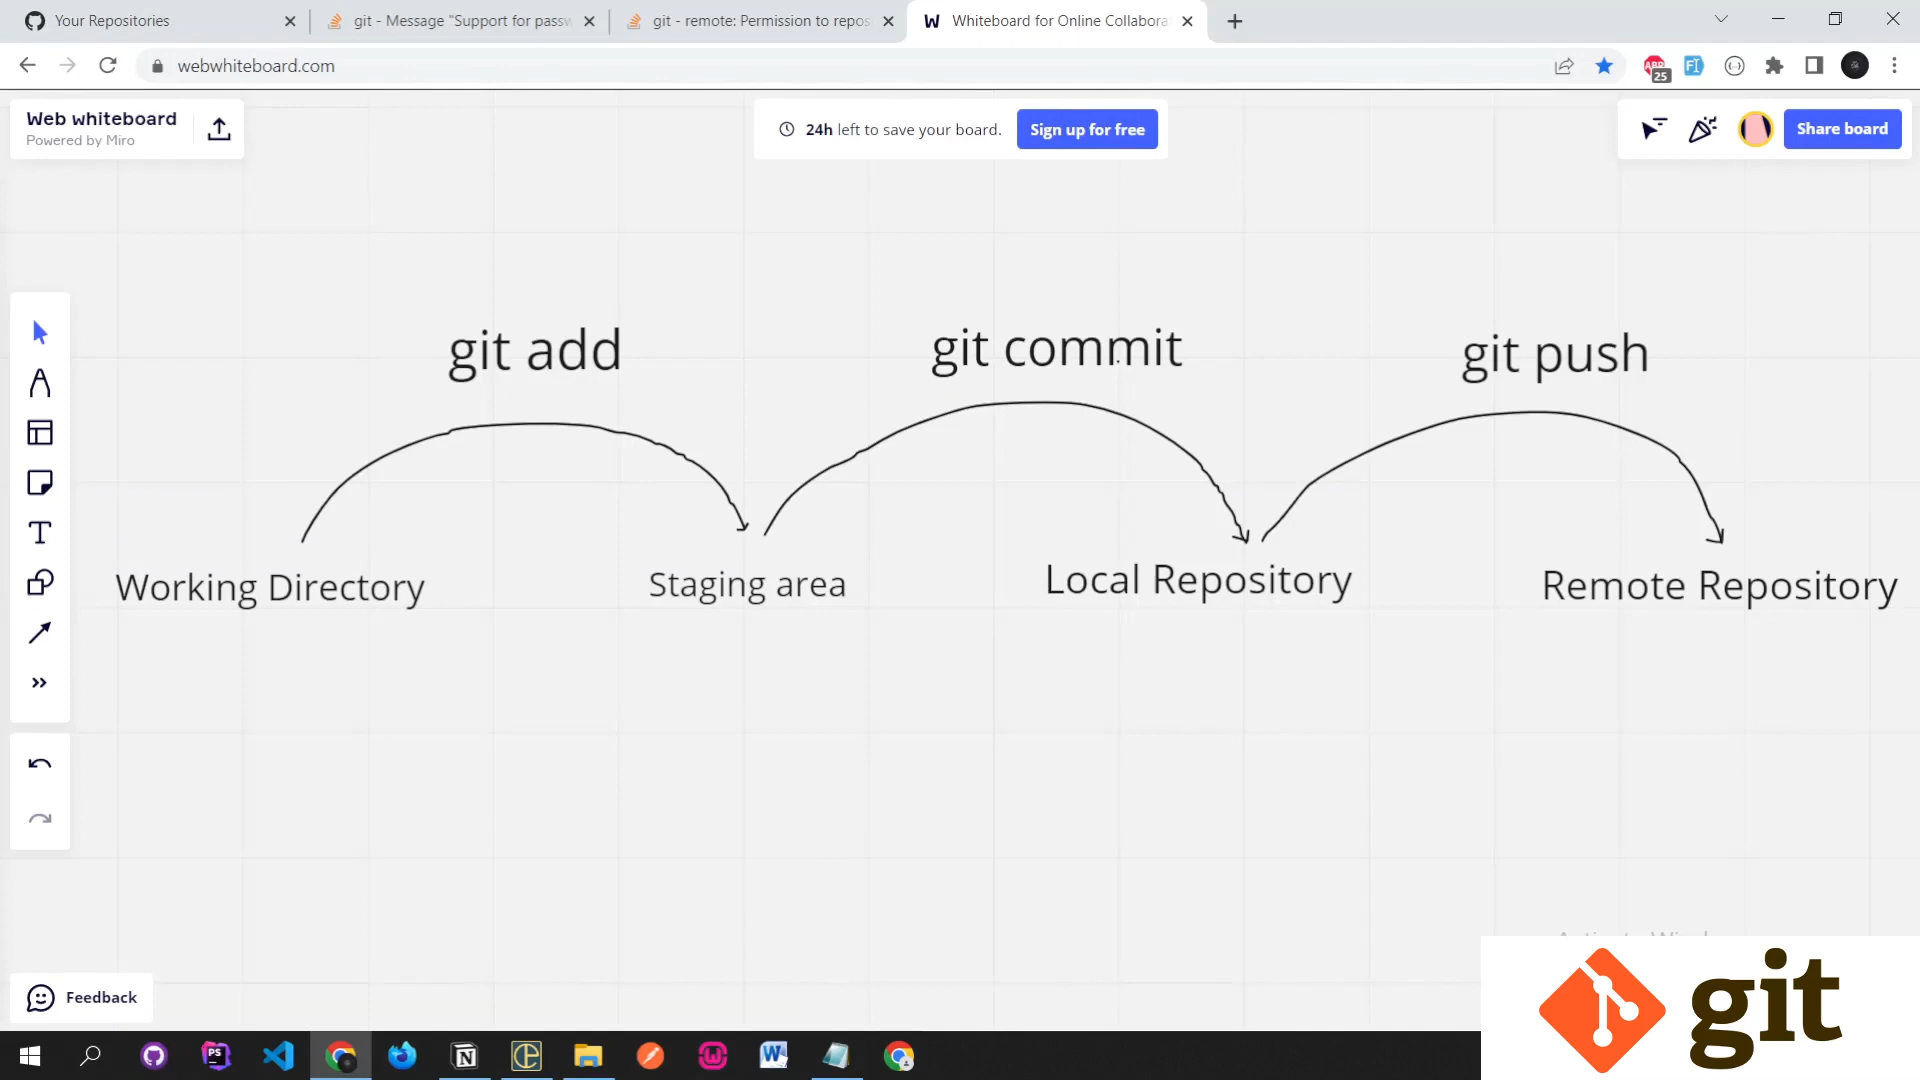 Your Repositories
git - Message "Support for passw
git - remote: Permission to repos
W Whiteboard for Online Collabora
webwhiteboard.com
25
Web whiteboard
Powered by Miro
24h left to save your board.
Sign up for free
Share board
git add
git commit
git push
Working Directory
Staging area
Local Repository
Remote Repository
Feedback
git